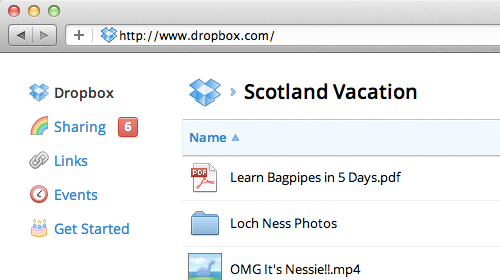 http://www.dropbox.com/
Dropbox
Scotland Vacation
Sharing 6
Name
Links
PDF Learn Bagpipes in 5 Days.pdf
Events
Loch Ness Photos
Get Started
OMG It's Nessie!!.mp4